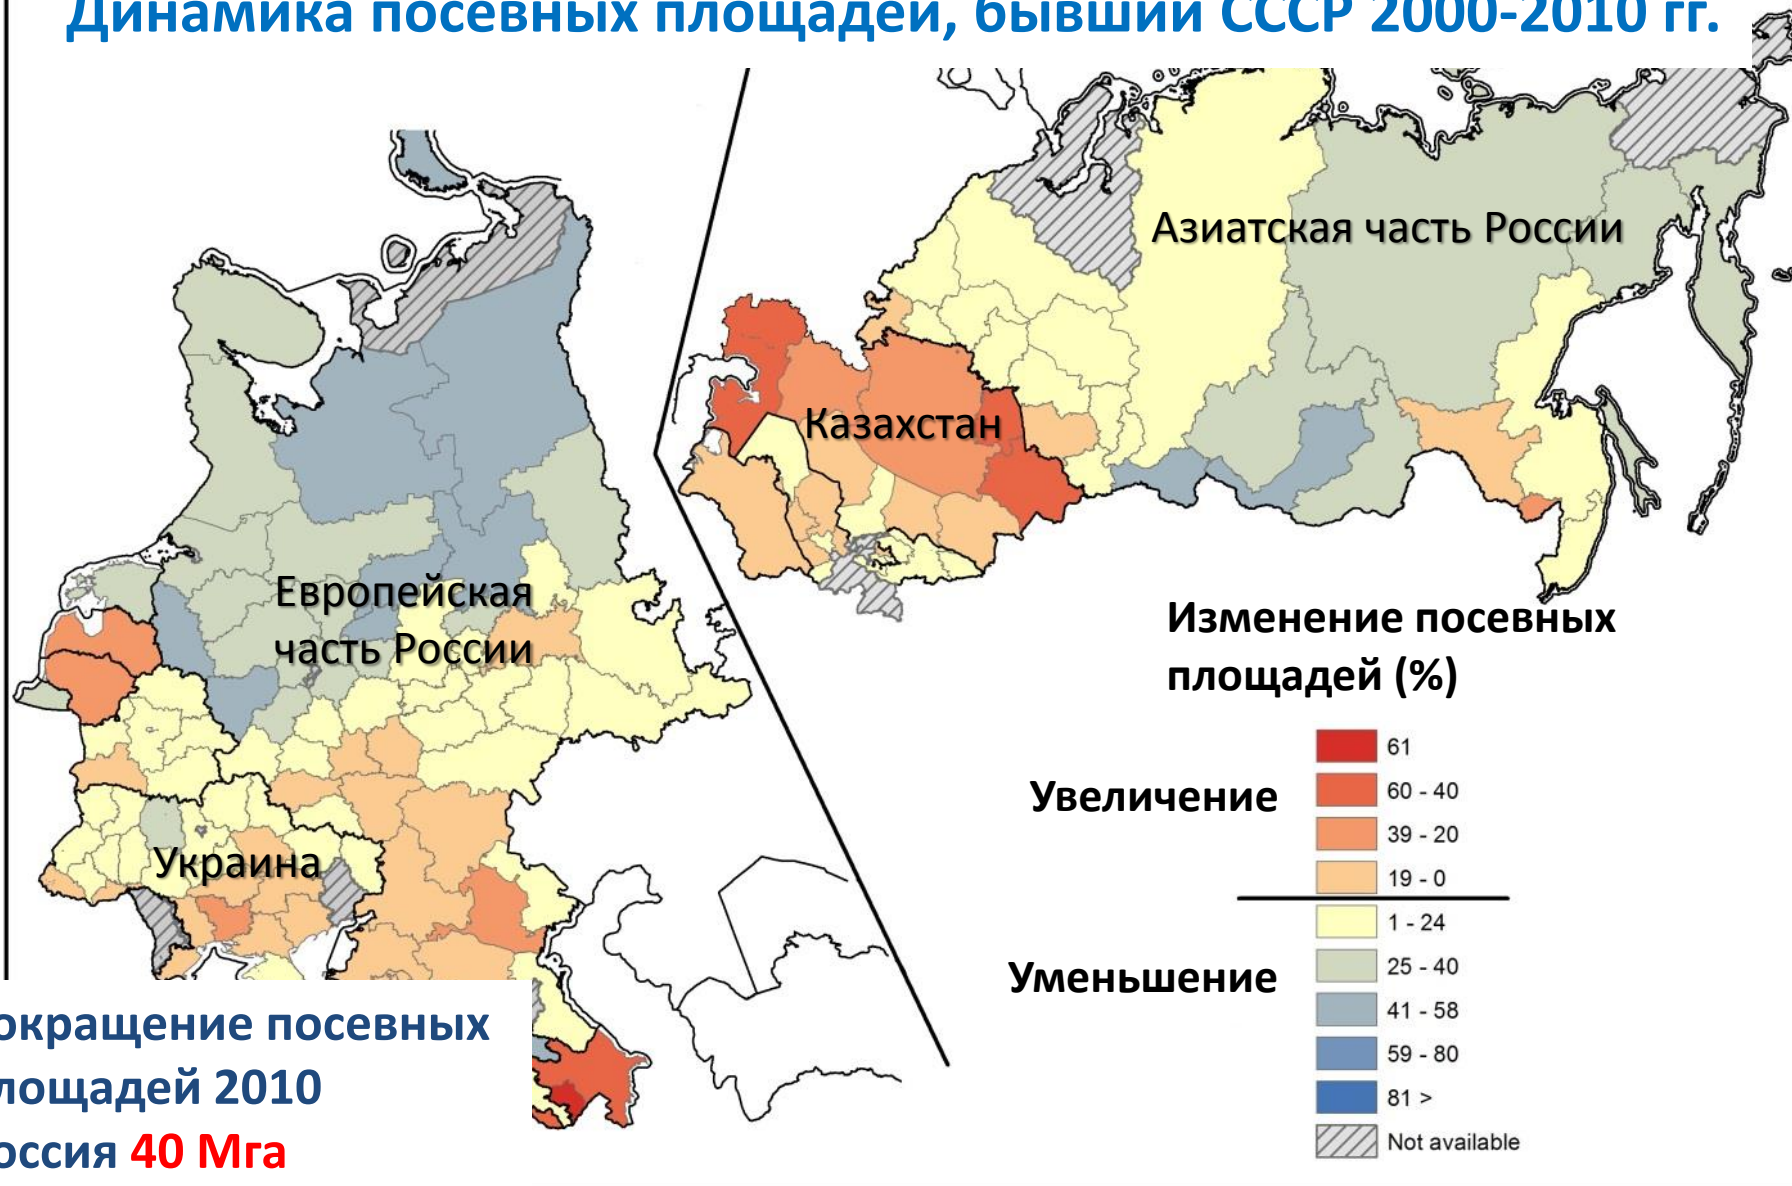 Динамика посевных площадей, бывший СССР 2000-2010 гг.
Азиатская часть России
Казахстан
Европейская
часть России
Украина
Изменение посевных
площадей (%)
Увеличение
61
60 - 40
39 - 20
19 - 0
Уменьшение
1 - 24
25 - 40
41 - 58
59 - 80
81 >
Not available
окращение посевных
лощадей 2010
оссия 40 Мга